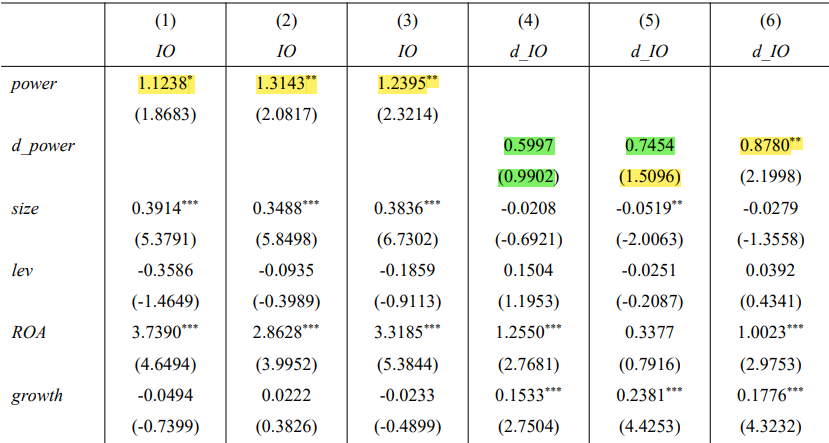 (1) (2) (3) (4) (5) (6)
IO IO IO d_IO d_IO d_IO
power 1.1238* 1.3143** 1.2395**
(1.8683) (2.0817) (2.3214)
d_power 0.5997 0.7454 0.8780**
(0.9902) (1.5096) (2.1998)
size 0.3914*** 0.3488*** 0.3836*** -0.0208 -0.0519** -0.0279
(5.3791) (5.8498) (6.7302) (-0.6921) (-2.0063) (-1.3558)
lev -0.3586 -0.0935 -0.1859 0.1504 -0.0251 0.0392
(-1.4649) (-0.3989) (-0.9113) (1.1953) (-0.2087) (0.4341)
ROA 3.7390*** 2.8628*** 3.3185*** 1.2550*** 0.3377 1.0023***
(4.6494) (3.9952) (5.3844) (2.7681) (0.7916) (2.9753)
growth -0.0494 0.0222 -0.0233 0.1533*** 0.2381*** 0.1776***
(-0.7399) (0.3826) (-0.4899) (2.7504) (4.4253) (4.3232)